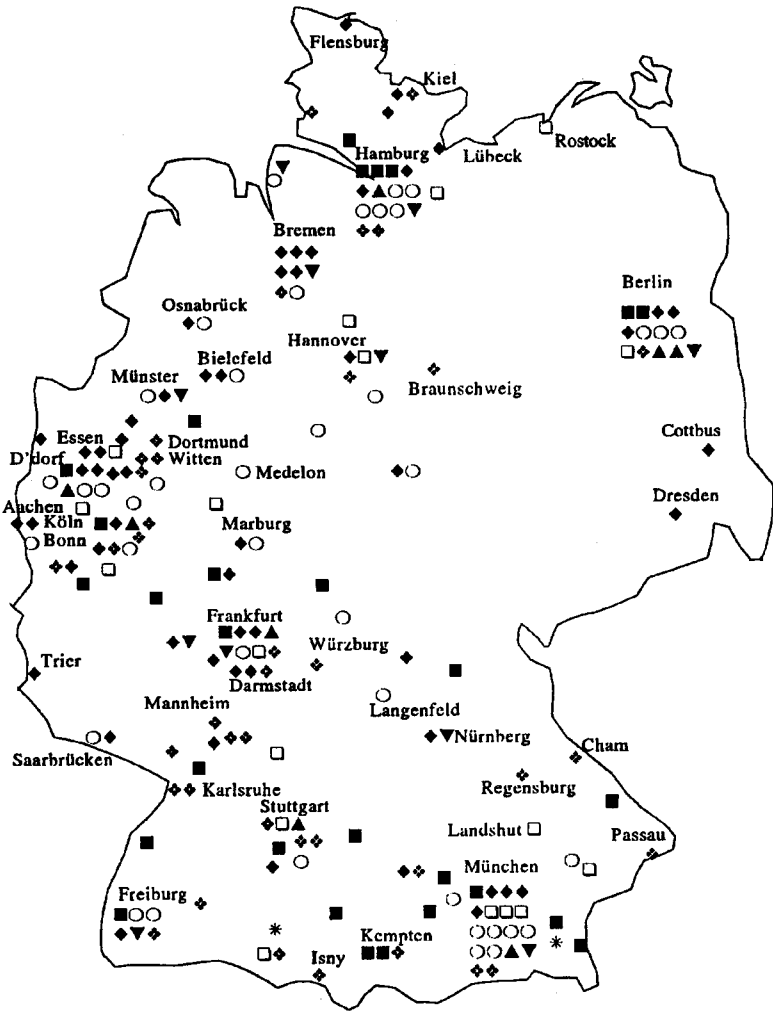 Flensburg
Kiel
Rostock
Hamburg
Lübeck
Bremen
Berlin
Osnabrück
Hannover
Bielefeld
Münster
Braunschweig
Essen
Dortmund
Cottbus
D'dorf
Witten
Medelon
Dresden
Aachen
Köln
Marburg
Bonn
Frankfurt
Würzburg
Trier
Darmstadt
Mannheim
Langenfeld
Nürnberg
Cham
Saarbrücken
Karlsruhe
Regensburg
Stuttgart
Landshut
Passau
München
Freiburg
Kempten
Isny